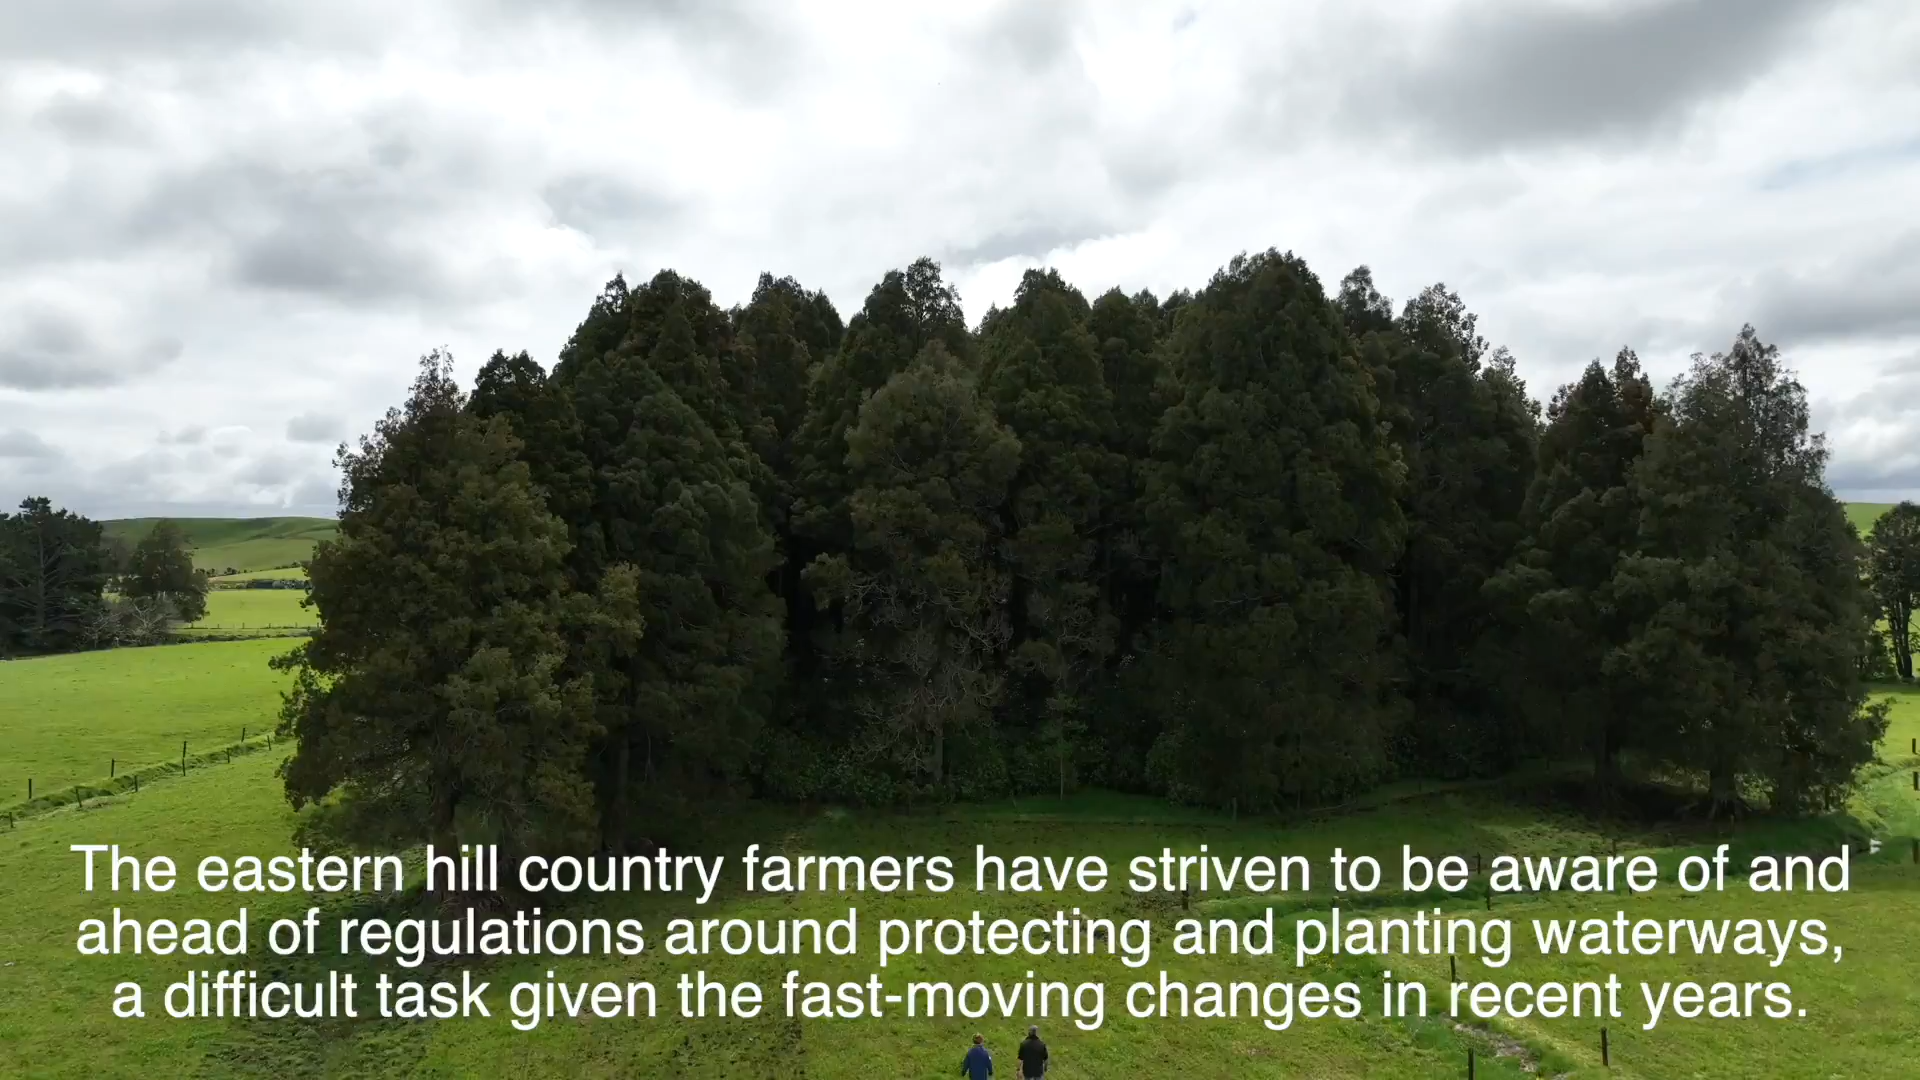 The eastern hill country farmers have striven to be aware of and
ahead of regulations around protecting and planting waterways,
a difficult task given the fast-moving changes in recent years.